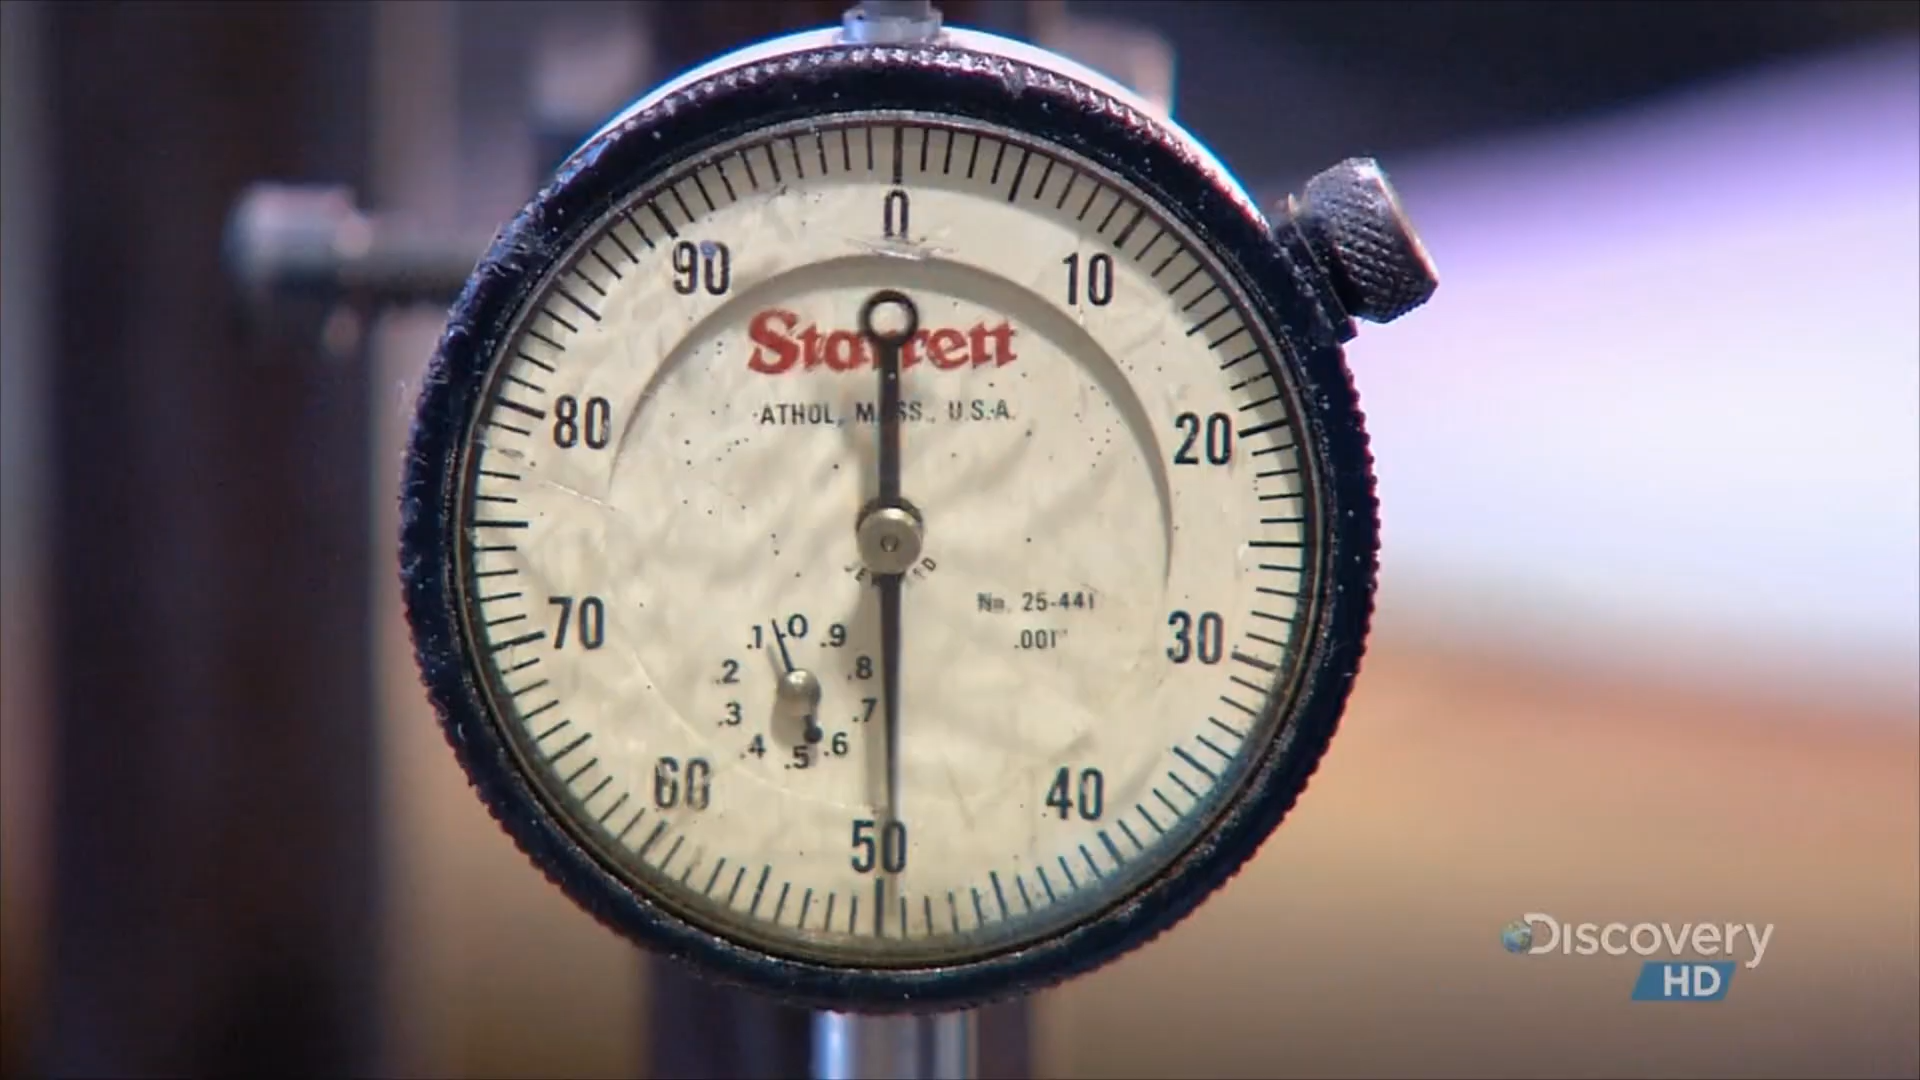 0
90 10
Starrett
ATHOL, MASS., U.S.A.
80 20
No. 25-441
.001"
70 30
.1 .0 .9
.2 .8
.3 .7
.4 .5 .6
60 40
50
Discovery
HD